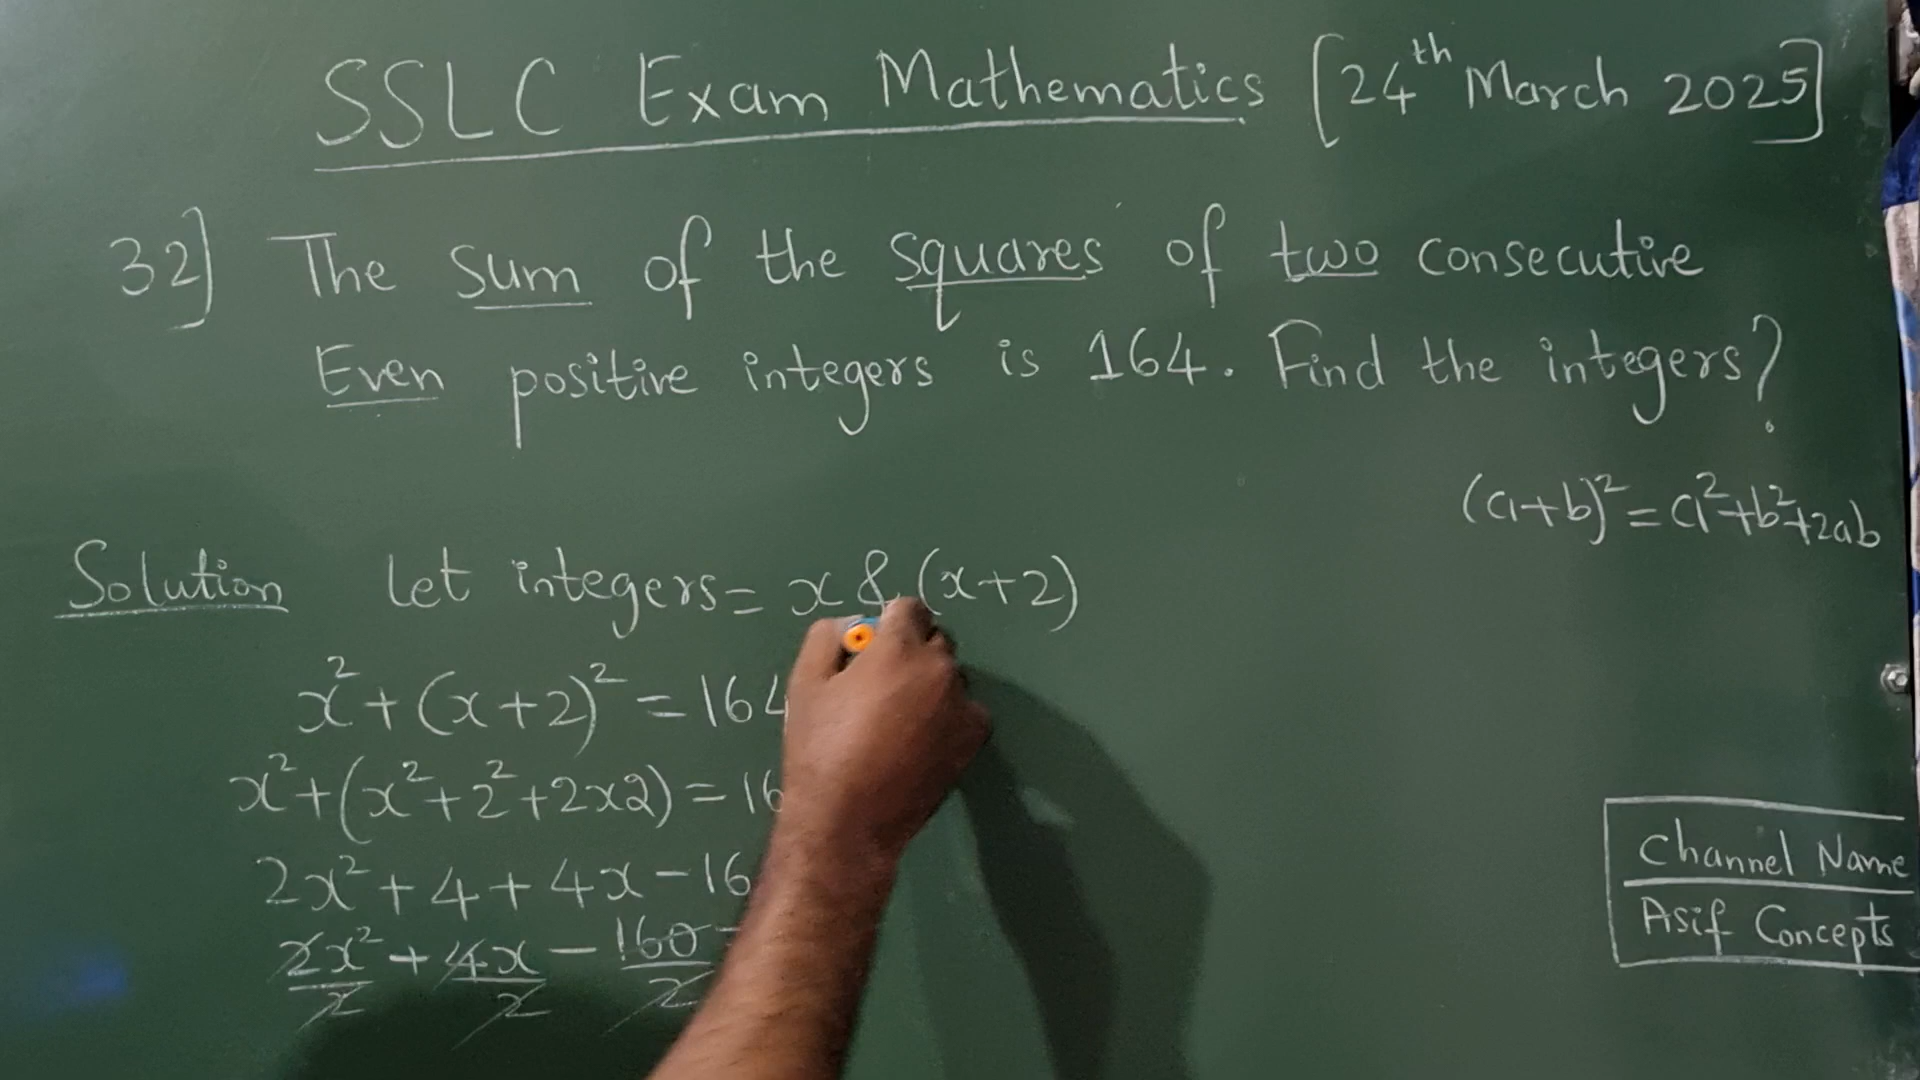 SSLC Exam Mathematics [24th March 2025]
32] The sum of the squares of two consecutive
Even positive integers is 164. Find the integers?
(a+b)²=a²+b²+2ab
Solution Let integers= x & (x+2)
x²+(x+2)²=164
x²+(x²+2²+2x2)=16
2x²+4+4x-16
2x²/2 + 4x/2 - 160/2
Channel Name
Asif Concepts